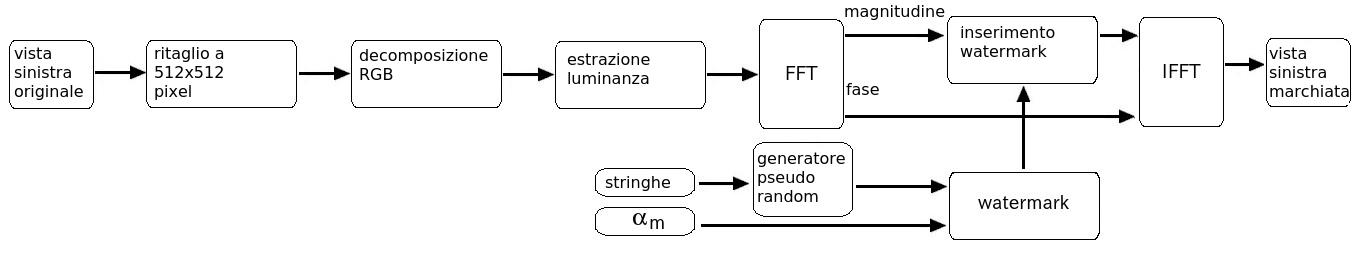 vista
sinistra
originale
ritaglio a
512x512
pixel
decomposizione
RGB
estrazione
luminanza
FFT
magnitudine
fase
inserimento
watermark
IFFT
vista
sinistra
marchiata
stringhe
generatore
pseudo
random
αm
watermark